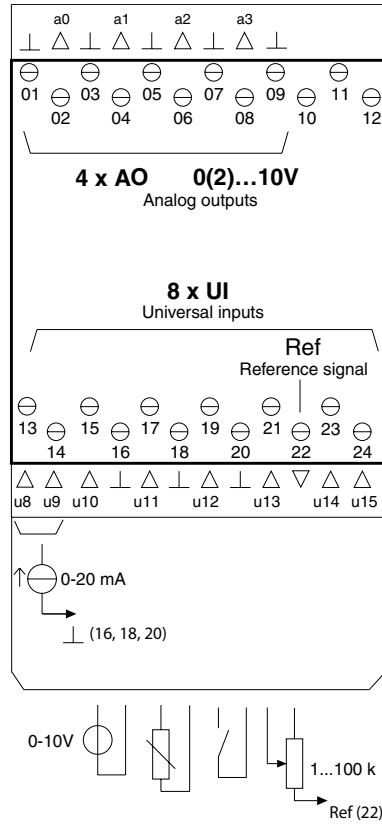 a0 a1 a2 a3
01 03 05 07 09 11
02 04 06 08 10 12
4 x AO 0(2)...10V
Analog outputs
8 x UI
Universal inputs
Ref
Reference signal
13 15 17 19 21 23
14 16 18 20 22 24
u8 u9 u10 u11 u12 u13 u14 u15
0-20 mA
(16, 18, 20)
0-10V
1...100 k
Ref (22)